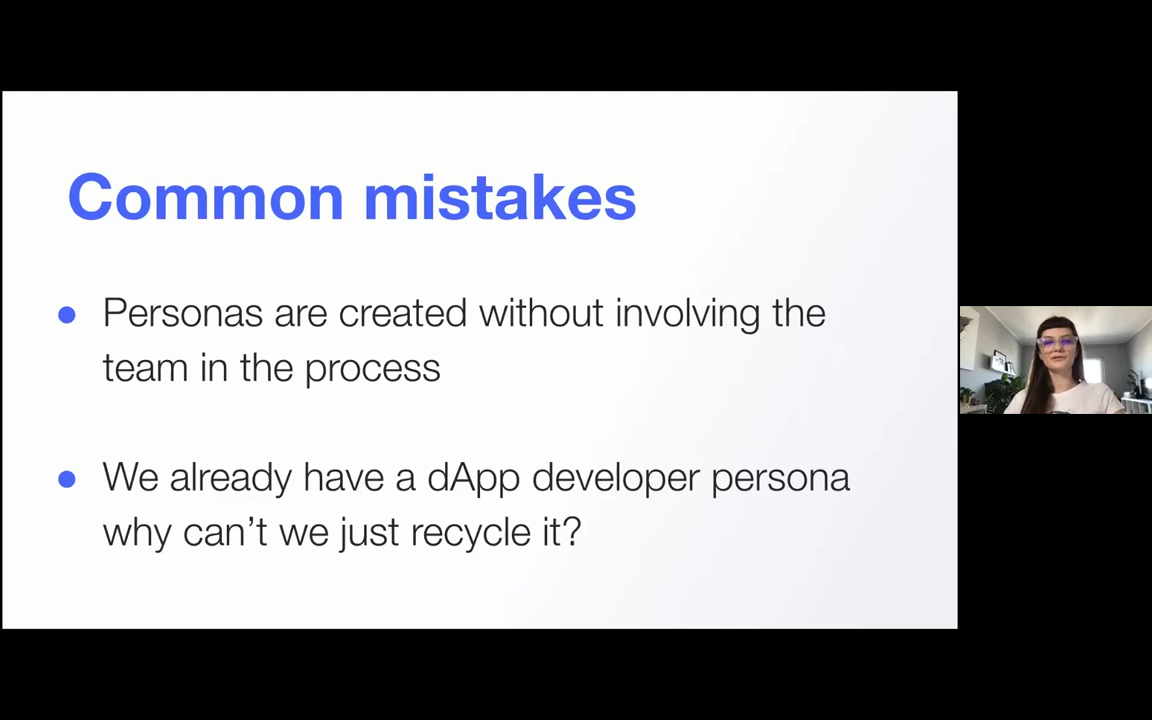 Common mistakes
Personas are created without involving the
team in the process
We already have a dApp developer persona
why can’t we just recycle it?